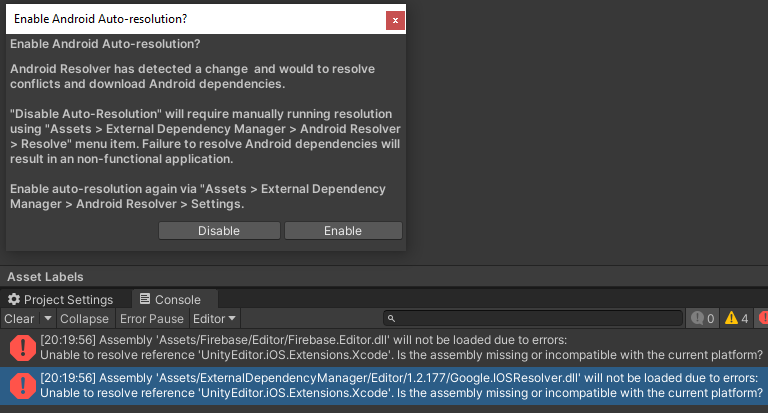 Enable Android Auto-resolution?
x
Enable Android Auto-resolution?
Android Resolver has detected a change  and would to resolve
conflicts and download Android dependencies.
"Disable Auto-Resolution" will require manually running resolution
using "Assets > External Dependency Manager > Android Resolver
> Resolve" menu item. Failure to resolve Android dependencies will
result in an non-functional application.
Enable auto-resolution again via "Assets > External Dependency
Manager > Android Resolver > Settings.
Disable Enable
Asset Labels
Project Settings Console
Clear Collapse Error Pause Editor 0 4
[20:19:56] Assembly 'Assets/Firebase/Editor/Firebase.Editor.dll' will not be loaded due to errors:
Unable to resolve reference 'UnityEditor.iOS.Extensions.Xcode'. Is the assembly missing or incompatible with the current platform?
[20:19:56] Assembly 'Assets/ExternalDependencyManager/Editor/1.2.177/Google.IOSResolver.dll' will not be loaded due to errors:
Unable to resolve reference 'UnityEditor.iOS.Extensions.Xcode'. Is the assembly missing or incompatible with the current platform?